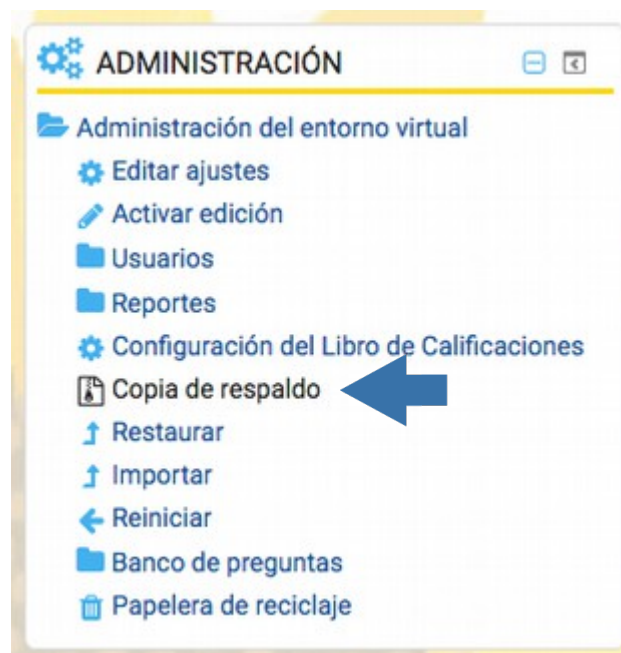 ADMINISTRACIÓN
Administración del entorno virtual
Editar ajustes
Activar edición
Usuarios
Reportes
Configuración del Libro de Calificaciones
Copia de respaldo
Restaurar
Importar
Reiniciar
Banco de preguntas
Papelera de reciclaje